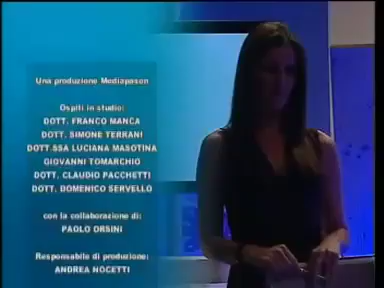 Una produzione Mediapason
Ospiti in studio:
DOTT. FRANCO MANCA
DOTT. SIMONE TERRANI
DOTT.SSA LUCIANA MASOTINA
GIOVANNI TOMARCHIO
DOTT. CLAUDIO PACCHETTI
DOTT. DOMENICO SERVELLO
con la collaborazione di:
PAOLO ORSINI
Responsabile di produzione:
ANDREA NOCETTI